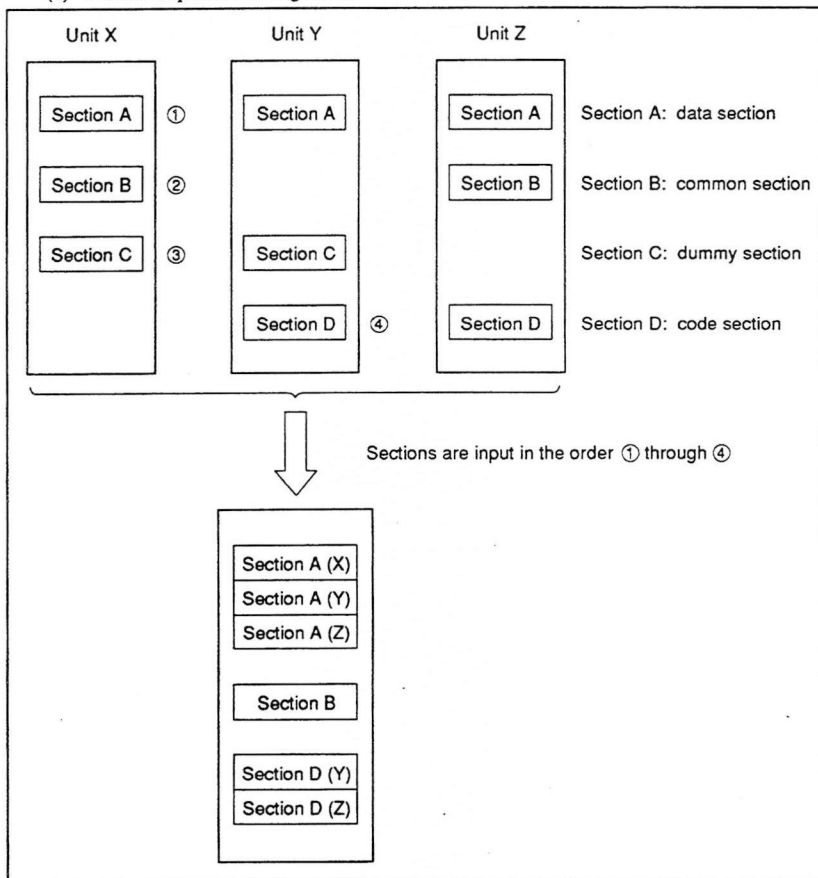 Unit X Unit Y Unit Z
Section A ① Section A Section A Section A: data section
Section B ② Section B Section B: common section
Section C ③ Section C Section C: dummy section
Section D ④ Section D Section D: code section
Sections are input in the order ① through ④
Section A (X)
Section A (Y)
Section A (Z)
Section B
Section D (Y)
Section D (Z)